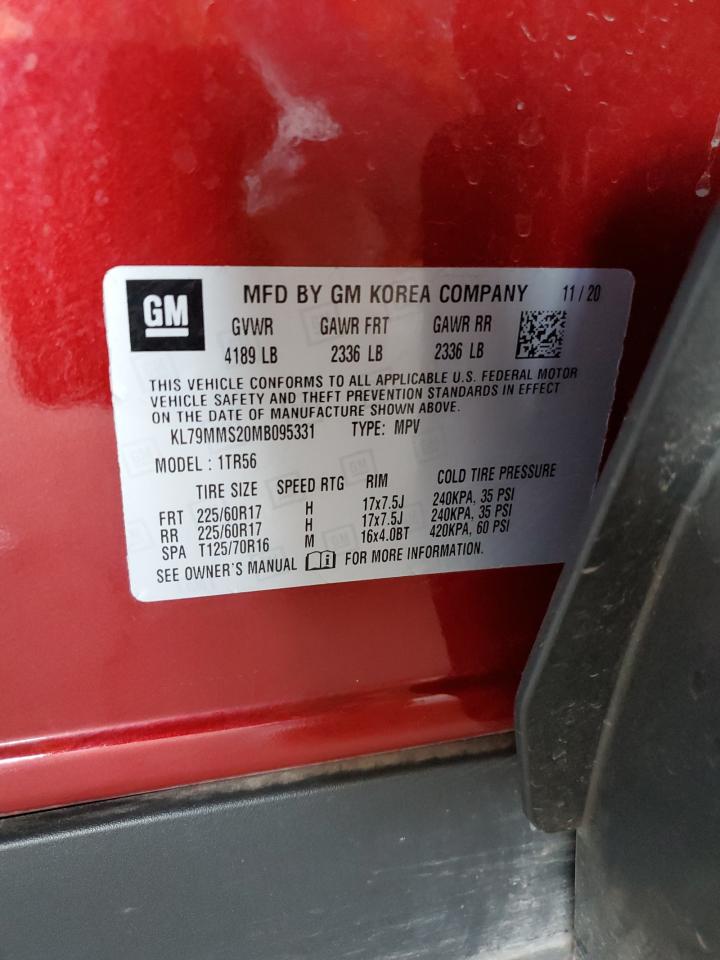 GM MFD BY GM KOREA COMPANY 11/20
GVWR GAWR FRT GAWR RR
4189 LB 2336 LB 2336 LB
THIS VEHICLE CONFORMS TO ALL APPLICABLE U.S. FEDERAL MOTOR
VEHICLE SAFETY AND THEFT PREVENTION STANDARDS IN EFFECT
ON THE DATE OF MANUFACTURE SHOWN ABOVE.
KL79MMS20MB095331 TYPE: MPV
MODEL : 1TR56
TIRE SIZE SPEED RTG RIM COLD TIRE PRESSURE
FRT 225/60R17 H 17x7.5J 240KPA, 35 PSI
RR 225/60R17 H 17x7.5J 240KPA, 35 PSI
SPA T125/70R16 M 16x4.0BT 420KPA, 60 PSI
SEE OWNER'S MANUAL FOR MORE INFORMATION.